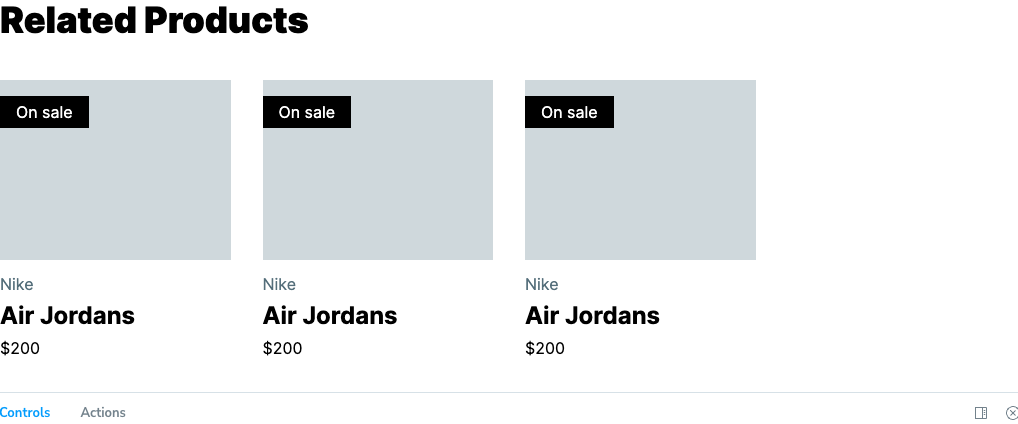 Related Products
On sale On sale On sale
Nike Nike Nike
Air Jordans Air Jordans Air Jordans
$200 $200 $200
Controls Actions